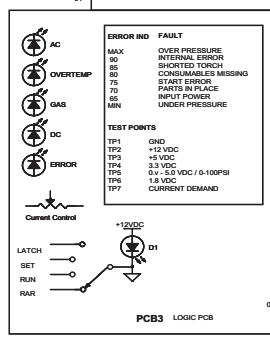 AC
OVERTEMP
GAS
DC
ERROR
ERROR IND FAULT
MAX OVER PRESSURE
90 INTERNAL ERROR
85 SHORTED TORCH
80 CONSUMABLES MISSING
75 START ERROR
70 PARTS IN PLACE
65 INPUT POWER
MIN UNDER PRESSURE
TEST POINTS
TP1 GND
TP2 +12 VDC
TP3 +5 VDC
TP4 3.3 VDC
TP5 0.v - 5.0 VDC / 0-100PSI
TP6 1.8 VDC
TP7 CURRENT DEMAND
Current Control
+12VDC
D1
LATCH
SET
RUN
RAR
PCB3 LOGIC PCB